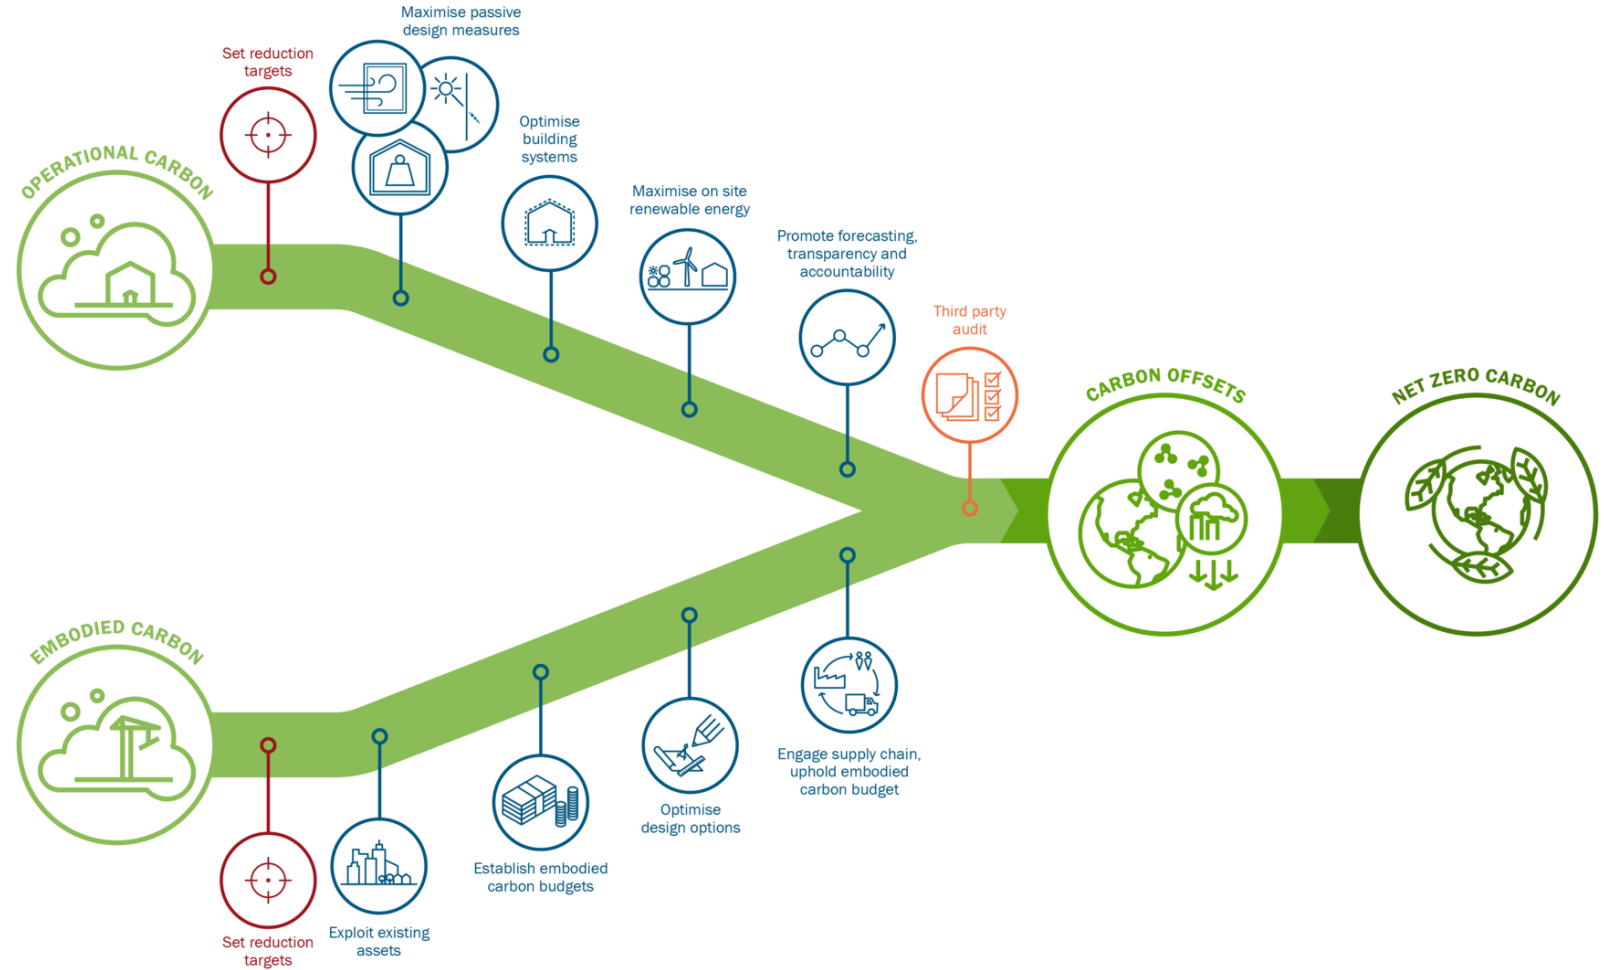 Maximise passive
design measures
Set reduction
targets
Optimise
building
systems
OPERATIONAL CARBON
Maximise on site
renewable energy
Promote forecasting,
transparency and
accountability
Third party
audit
CARBON OFFSETS
NET ZERO CARBON
EMBODIED CARBON
Engage supply chain,
uphold embodied
carbon budget
Optimise
design options
Establish embodied
carbon budgets
Exploit existing
assets
Set reduction
targets